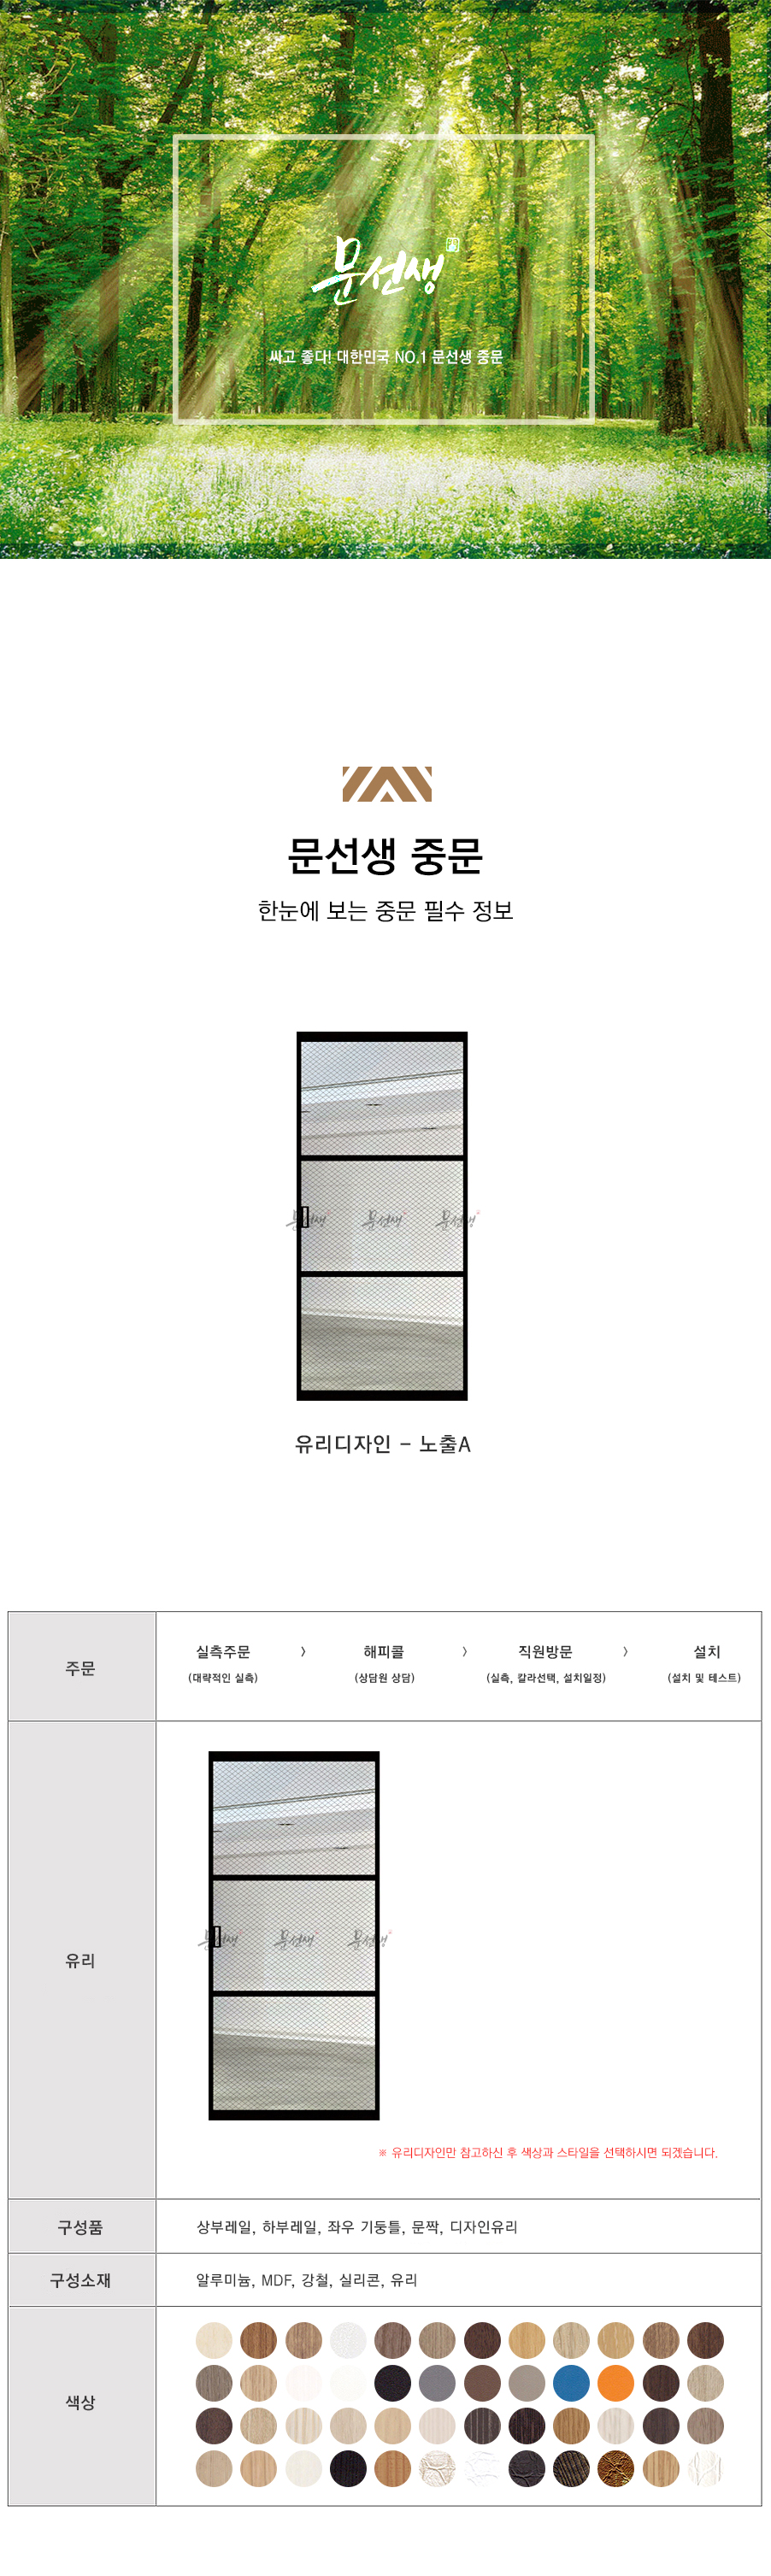 문선생
싸고 좋다! 대한민국 NO.1 문선생 중문
문선생 중문
한눈에 보는 중문 필수 정보
문선생 문선생 문선생
유리디자인 - 노출A
주문
실측주문 > 해피콜 > 직원방문 > 설치
(대략적인 실측) (상담원 상담) (실측, 칼라선택, 설치일정) (설치 및 테스트)
유리
문선생 문선생 문선생
※ 유리디자인만 참고하신 후 색상과 스타일을 선택하시면 되겠습니다.
구성품
상부레일, 하부레일, 좌우 기둥틀, 문짝, 디자인유리
구성소재
알루미늄, MDF, 강철, 실리콘, 유리
색상